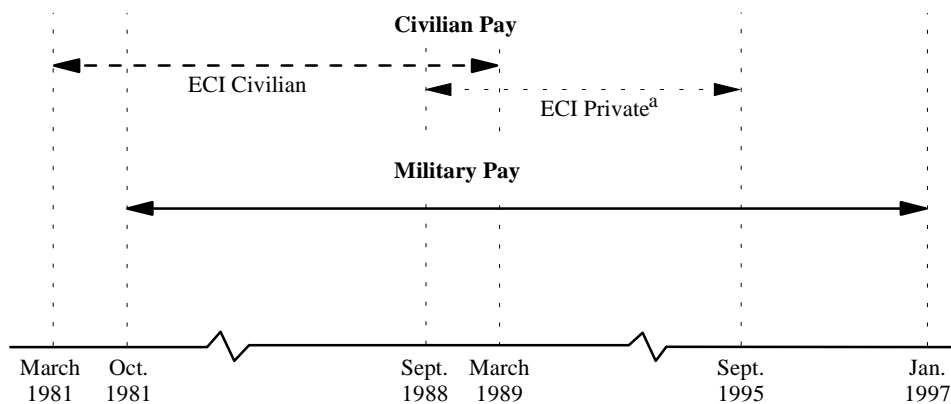 Civilian Pay
ECI Civilian
ECI Privateᵃ
Military Pay
March Oct. Sept. March Sept. Jan.
1981 1981 1988 1989 1995 1997